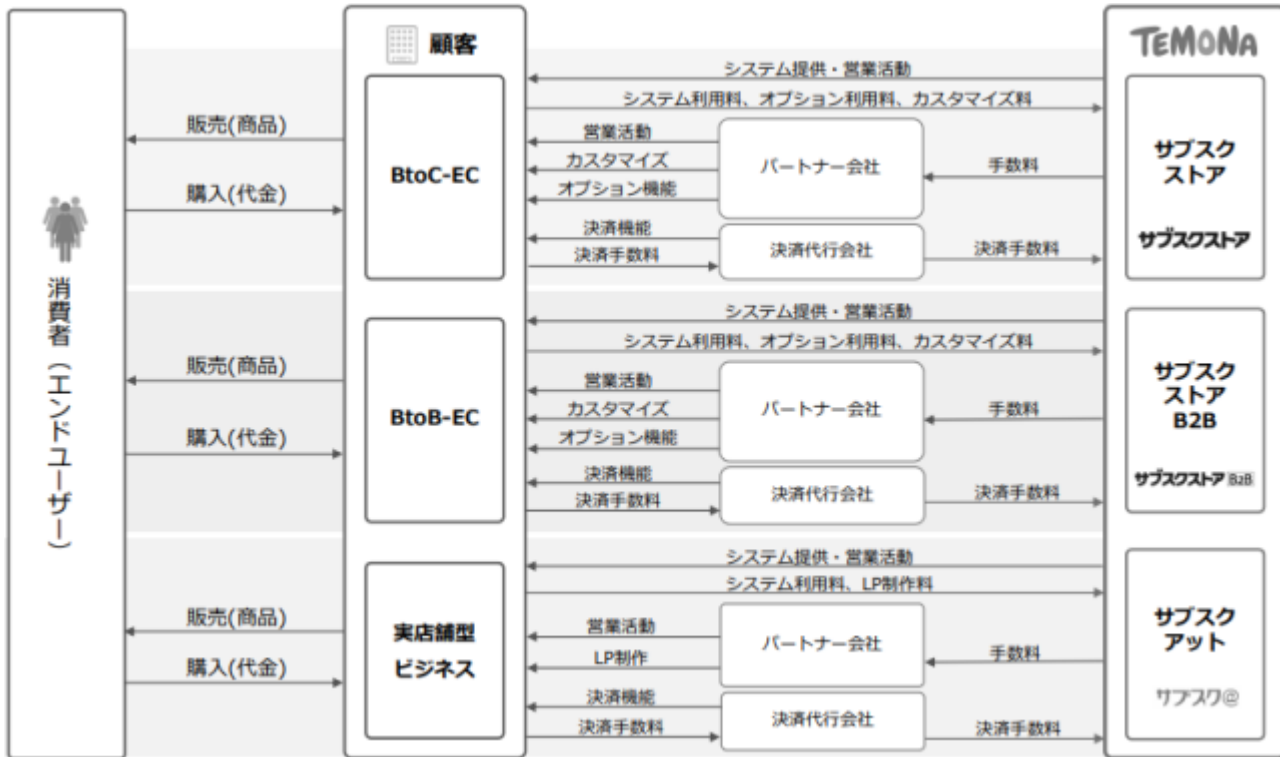 消費者（エンドユーザー）
顧客
TEMONA
販売(商品)
購入(代金)
BtoC-EC
システム提供・営業活動
システム利用料、オプション利用料、カスタマイズ料
営業活動
カスタマイズ
オプション機能
パートナー会社
手数料
決済機能
決済手数料
決済代行会社
決済手数料
サブスク
ストア
サブスクストア
販売(商品)
購入(代金)
BtoB-EC
システム提供・営業活動
システム利用料、オプション利用料、カスタマイズ料
営業活動
カスタマイズ
オプション機能
パートナー会社
手数料
決済機能
決済手数料
決済代行会社
決済手数料
サブスク
ストア
B2B
サブスクストア B2B
販売(商品)
購入(代金)
実店舗型
ビジネス
システム提供・営業活動
システム利用料、LP制作料
営業活動
LP制作
パートナー会社
手数料
決済機能
決済手数料
決済代行会社
決済手数料
サブスク
アット
サブスク@